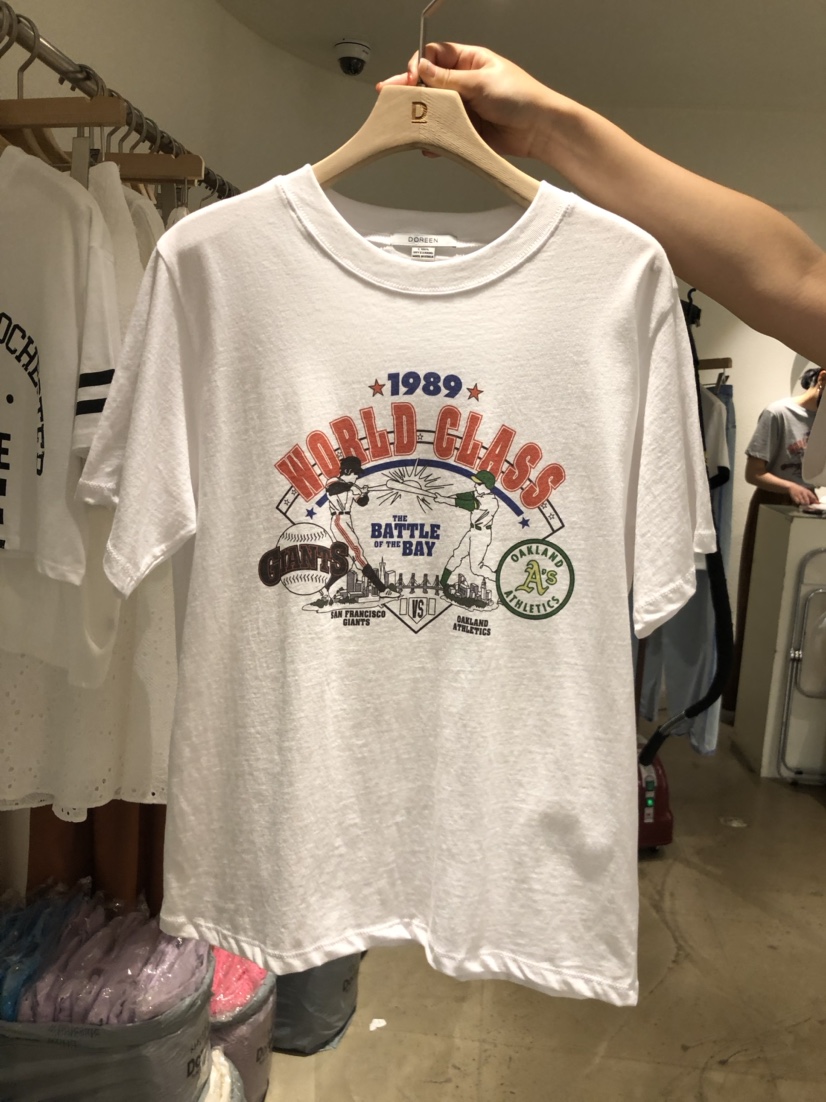 D
DOREEN
1989
WORLD CLASS
THE
BATTLE
OF THE BAY
GIANTS
OAKLAND
A's
ATHLETICS
VS
SAN FRANCISCO
GIANTS
OAKLAND
ATHLETICS